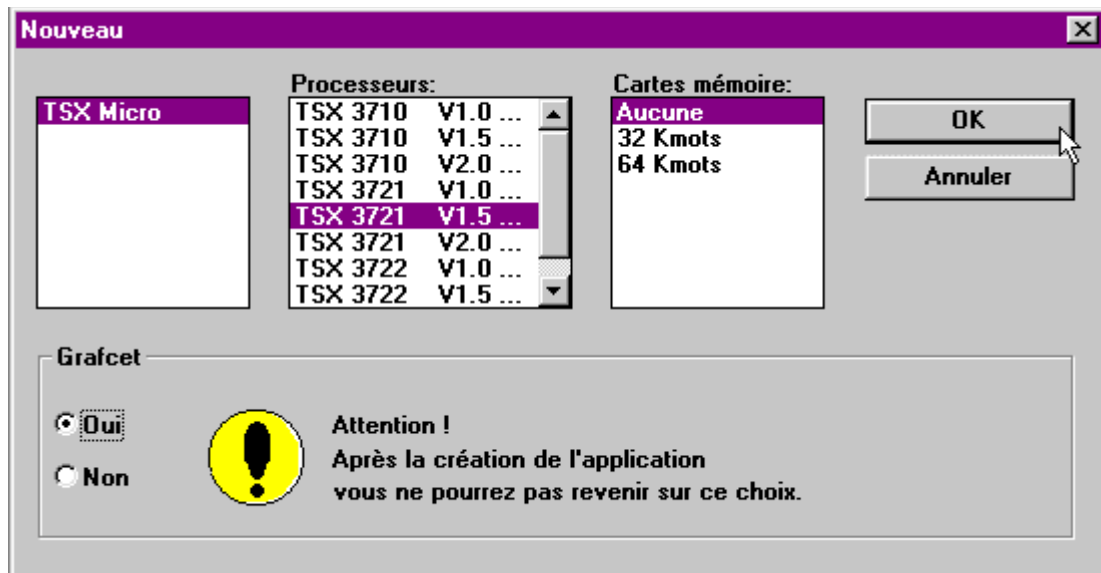 Nouveau
TSX Micro
Processeurs:
TSX 3710 V1.0 ...
TSX 3710 V1.5 ...
TSX 3710 V2.0 ...
TSX 3721 V1.0 ...
TSX 3721 V1.5 ...
TSX 3721 V2.0 ...
TSX 3722 V1.0 ...
TSX 3722 V1.5 ...
Cartes mémoire:
Aucune
32 Kmots
64 Kmots
OK
Annuler
Grafcet
Oui
Non
Attention !
Après la création de l'application
vous ne pourrez pas revenir sur ce choix.